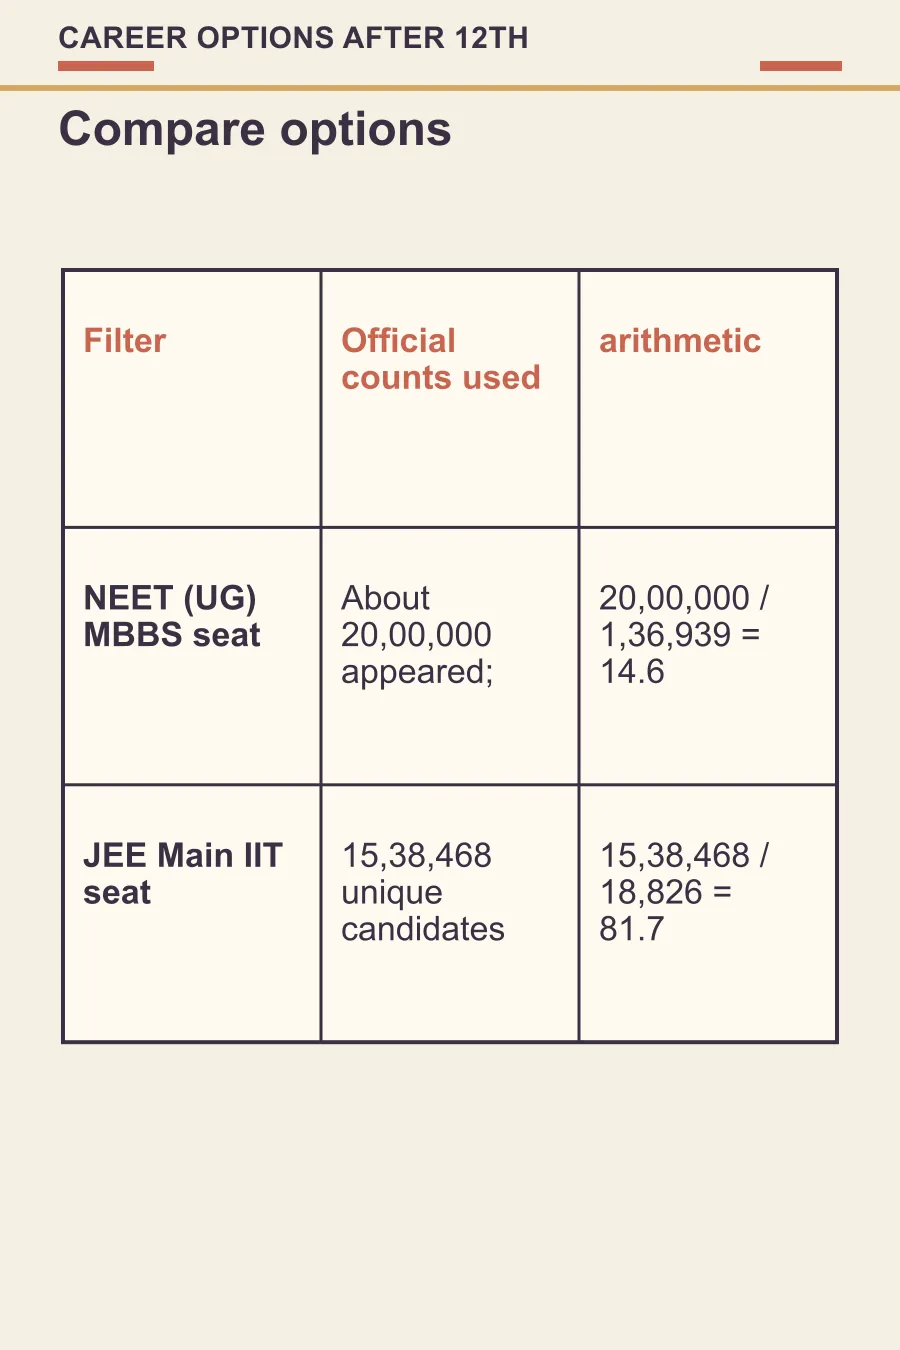 CAREER OPTIONS AFTER 12TH
Compare options
Filter
Official
counts used
arithmetic
NEET (UG)
MBBS seat
About
20,00,000
appeared;
20,00,000 /
1,36,939 =
14.6
JEE Main IIT
seat
15,38,468
unique
candidates
15,38,468 /
18,826 =
81.7